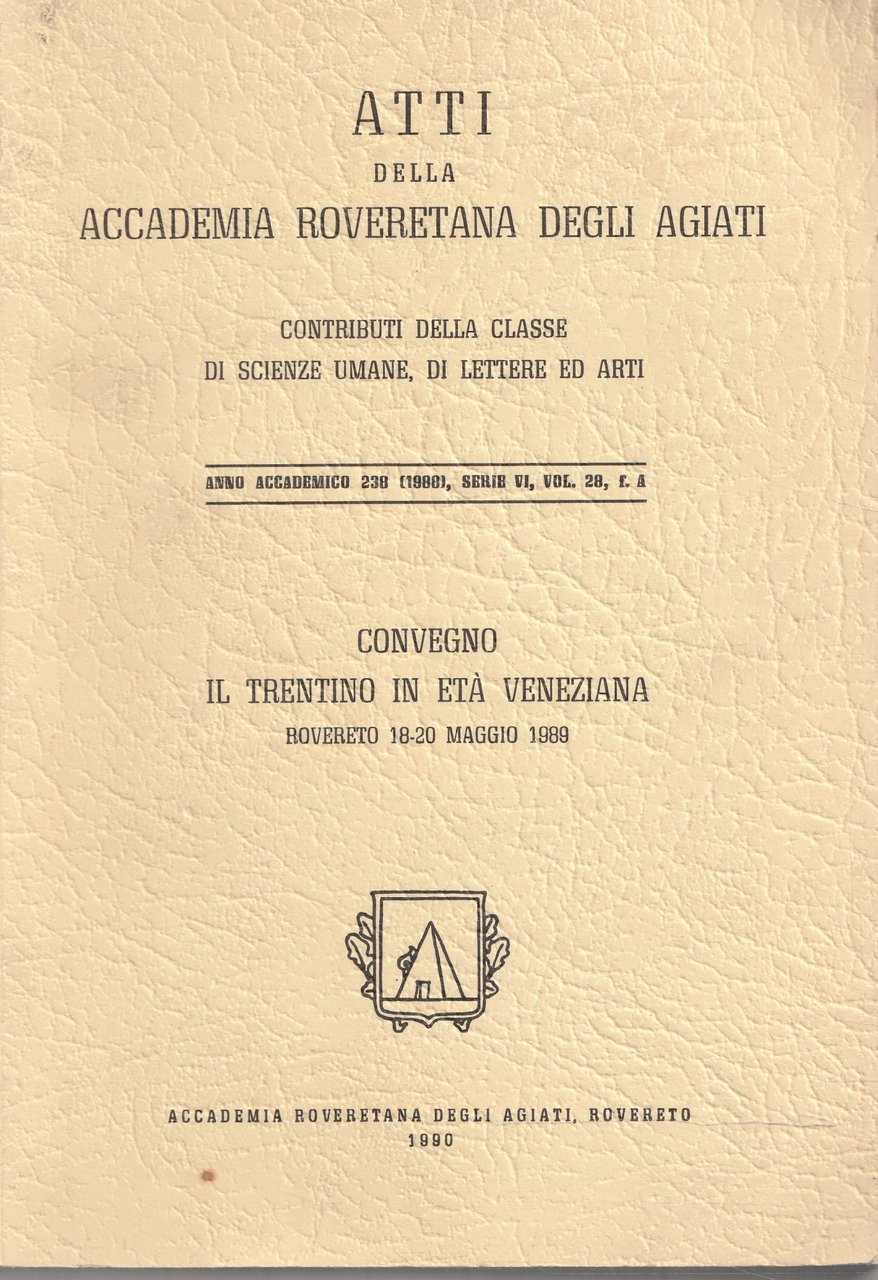 ATTI
DELLA
ACCADEMIA ROVERETANA DEGLI AGIATI
CONTRIBUTI DELLA CLASSE
DI SCIENZE UMANE, DI LETTERE ED ARTI
ANNO ACCADEMICO 238 (1988), SERIE VI, VOL. 28, f. A
CONVEGNO
IL TRENTINO IN ETÀ VENEZIANA
ROVERETO 18-20 MAGGIO 1989
ACCADEMIA ROVERETANA DEGLI AGIATI, ROVERETO
1990